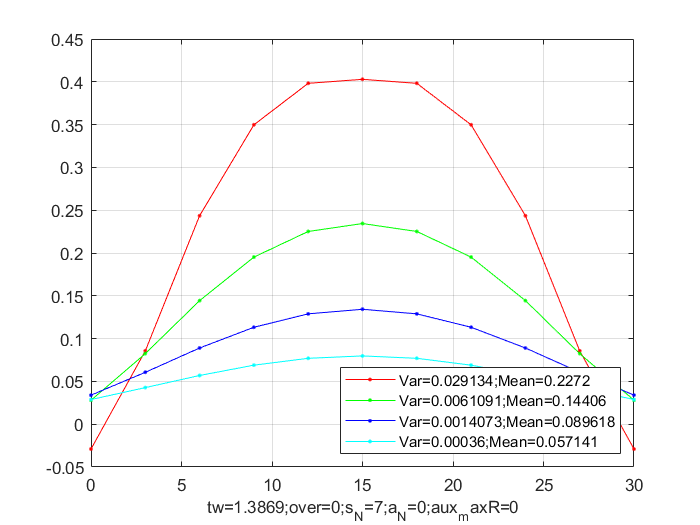 0.45
0.4
0.35
0.3
0.25
0.2
0.15
0.1
0.05
0
-0.05
Var=0.029134;Mean=0.2272
Var=0.0061091;Mean=0.14406
Var=0.0014073;Mean=0.089618
Var=0.00036;Mean=0.057141
0 5 10 15 20 25 30
tw=1.3869;over=0;s_N=7;a_N=0;aux_maxR=0